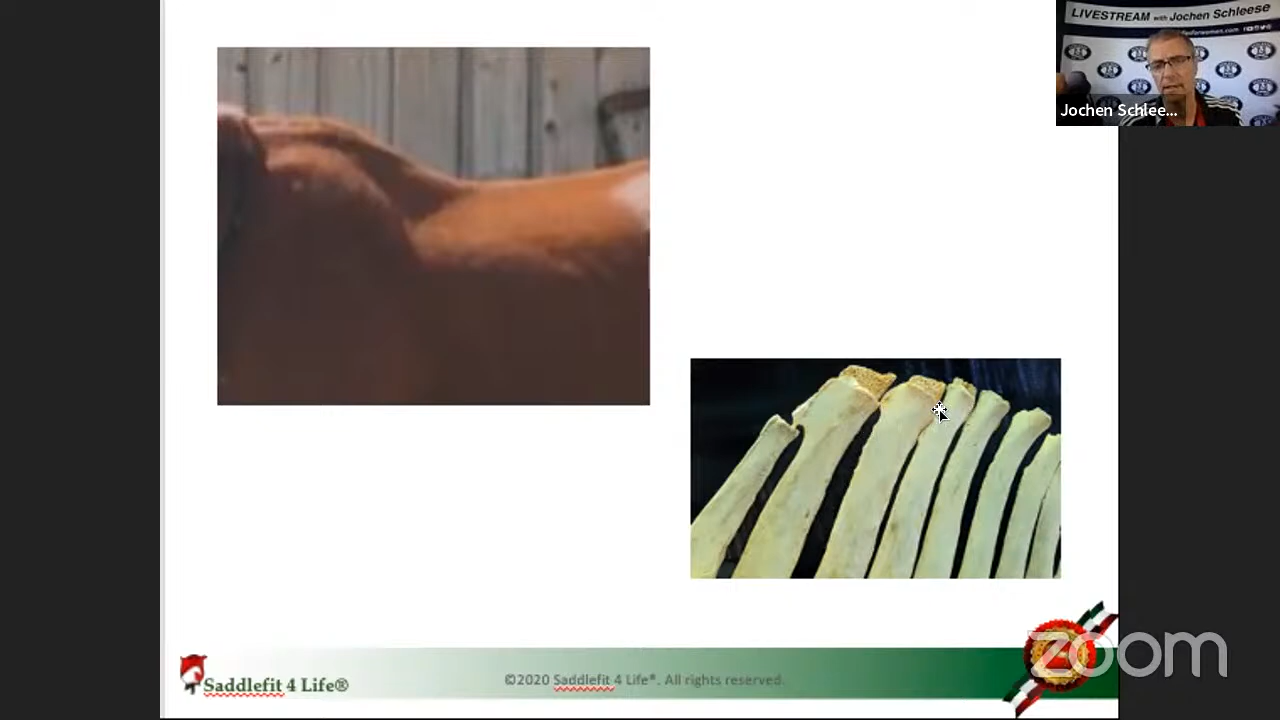 LIVESTREAM with Jochen Schleese
Jochen Schlee...
Saddlefit 4 Life®
©2020 Saddlefit 4 Life®. All rights reserved.
zoom